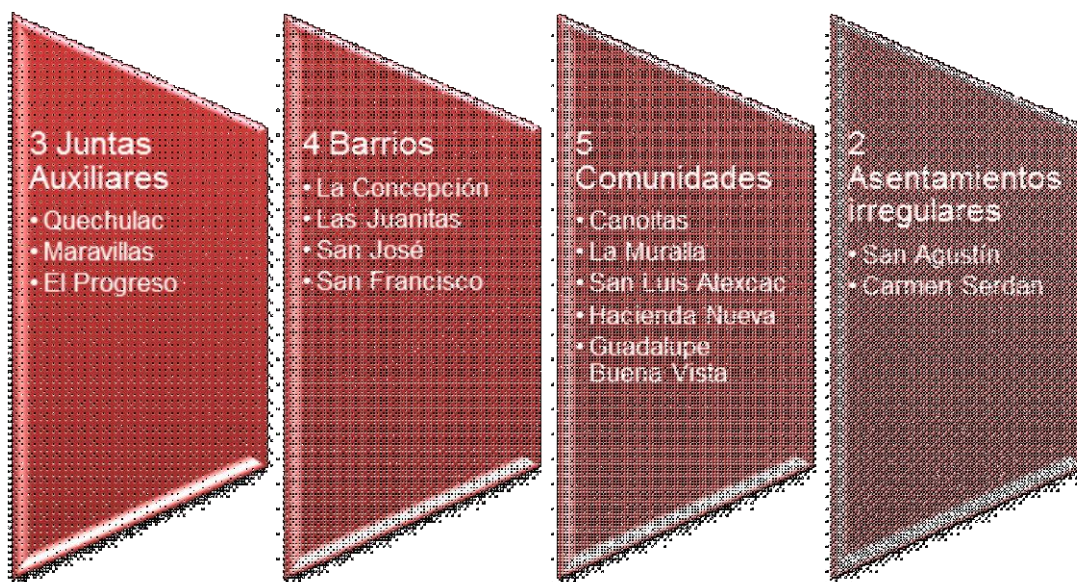 3 Juntas
Auxiliares
• Quechulac
• Maravillas
• El Progreso
4 Barrios
• La Concepción
• Las Juanitas
• San José
• San Francisco
5
Comunidades
• Canoitas
• La Muralla
• San Luis Atexcac
• Hacienda Nueva
• Guadalupe
Buena Vista
2
Asentamientos
irregulares
• San Agustín
• Carmen Serdan